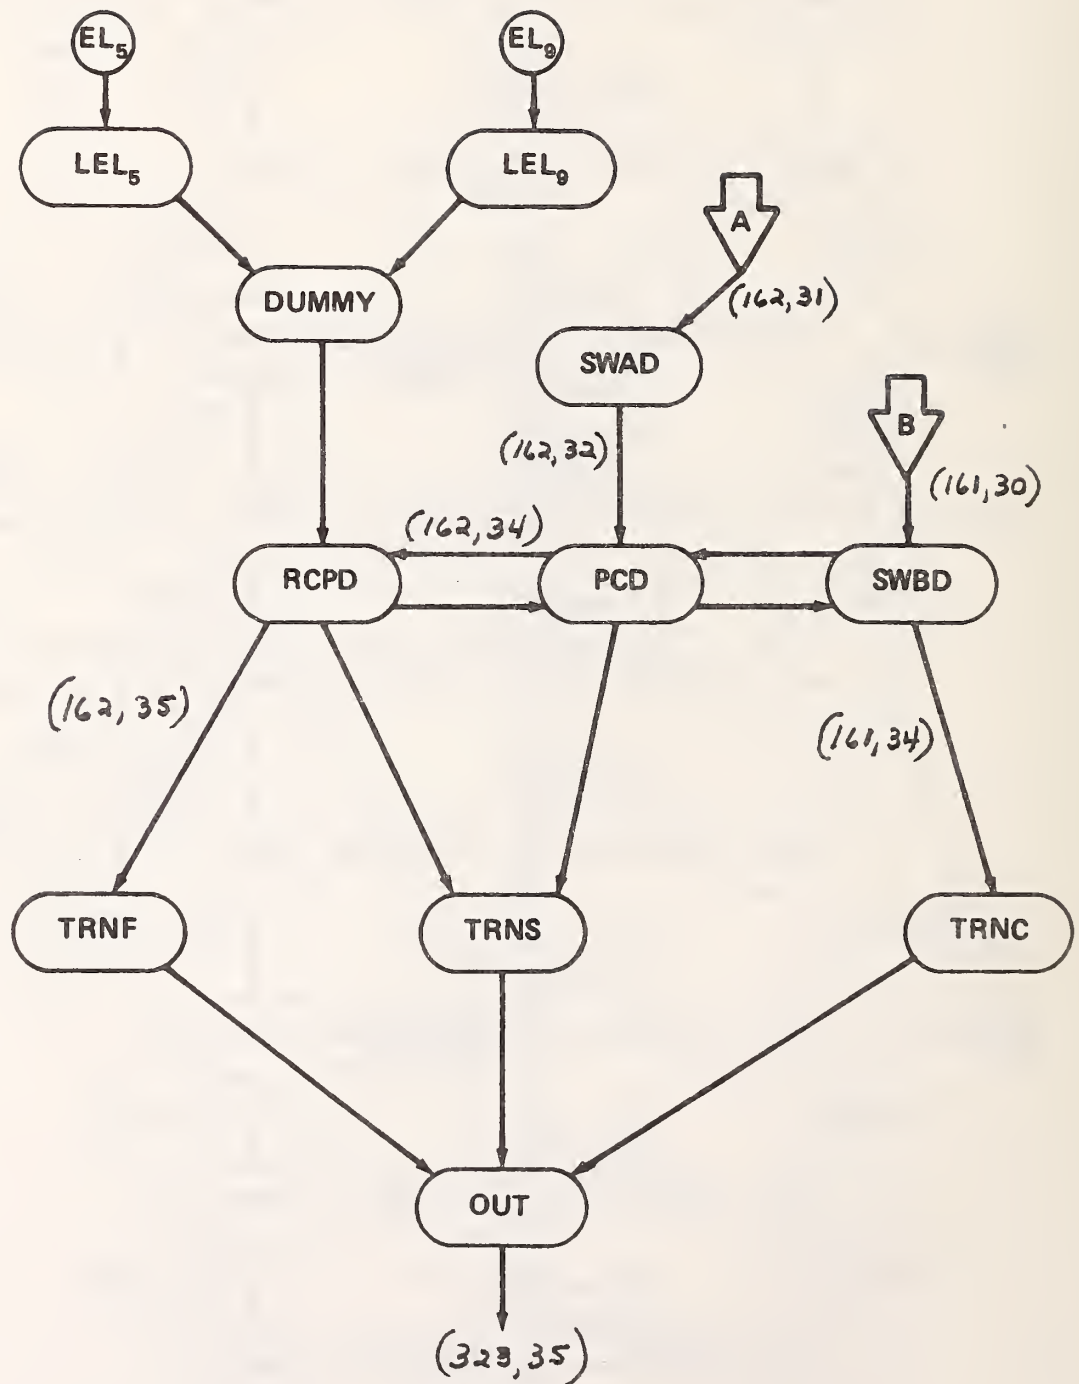 EL₅ EL₉
LEL₅ LEL₉
A
DUMMY (162,31)
SWAD
B
(162,32)
(161,30)
(162,34)
RCPD PCD SWBD
(162,35)
(161,34)
TRNF TRNS TRNC
OUT
(323,35)